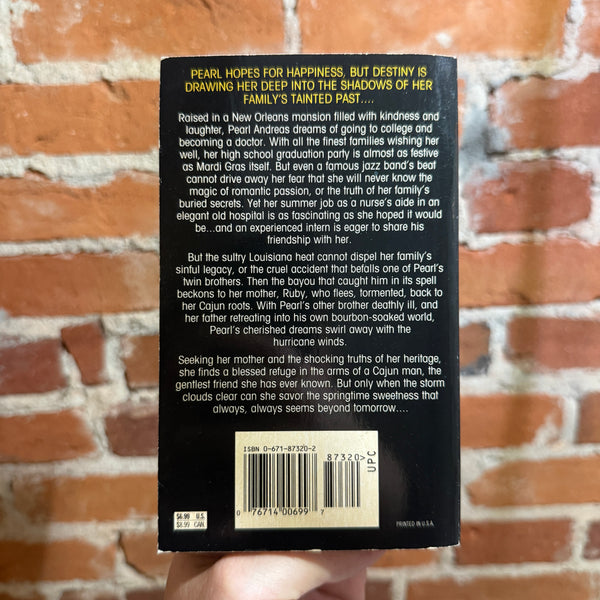 PEARL HOPES FOR HAPPINESS, BUT DESTINY IS
DRAWING HER DEEP INTO THE SHADOWS OF HER
FAMILY'S TAINTED PAST....
Raised in a New Orleans mansion filled with kindness and
laughter, Pearl Andreas dreams of going to college and
becoming a doctor. With all the finest families wishing her
well, her high school graduation party is almost as festive
as Mardi Gras itself. But even a famous jazz band's beat
cannot drive away her fear that she will never know the
magic of romantic passion, or the truth of her family's
buried secrets. Yet her summer job as a nurse's aide in an
elegant old hospital is as fascinating as she hoped it would
be...and an experienced intern is eager to share his
friendship with her.
But the sultry Louisiana heat cannot dispel her family's
sinful legacy, or the cruel accident that befalls one of Pearl's
twin brothers. Then the bayou that caught him in its spell
beckons to her mother, Ruby, who flees, tormented, back to
her Cajun roots. With Pearl's other brother deathly ill, and
her father retreating into his own bourbon-soaked world,
Pearl's cherished dreams swirl away with the
hurricane winds.
Seeking her mother and the shocking truths of her heritage,
she finds a blessed refuge in the arms of a Cajun man, the
gentlest friend she has ever known. But only when the storm
clouds clear can she savor the springtime sweetness that
always, always seems beyond tomorrow....
ISBN 0-671-87320-2
87320>
UPC
0 76714 00699 7
$6.99 U.S.
$8.99 CAN.
PRINTED IN U.S.A.